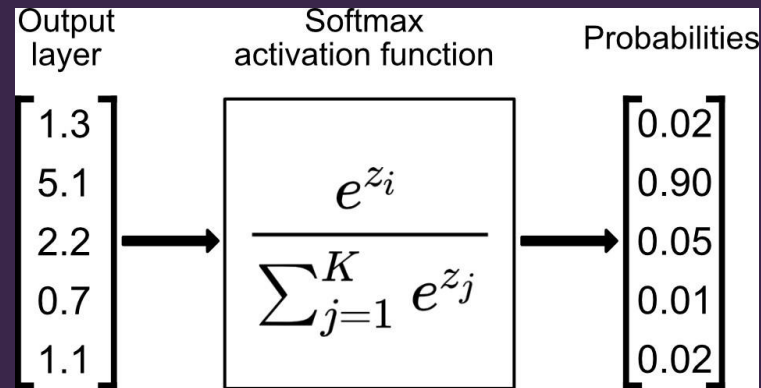 Output
layer
Softmax
activation function
Probabilities
1.3
5.1
2.2
0.7
1.1
e^{z_i}
∑_{j=1}^{K} e^{z_j}
0.02
0.90
0.05
0.01
0.02